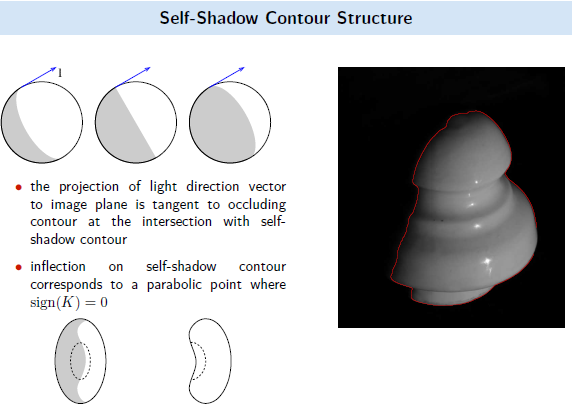 Self-Shadow Contour Structure
l
• the projection of light direction vector
to image plane is tangent to occluding
contour at the intersection with self-
shadow contour
• inflection on self-shadow contour
corresponds to a parabolic point where
sign(K) = 0